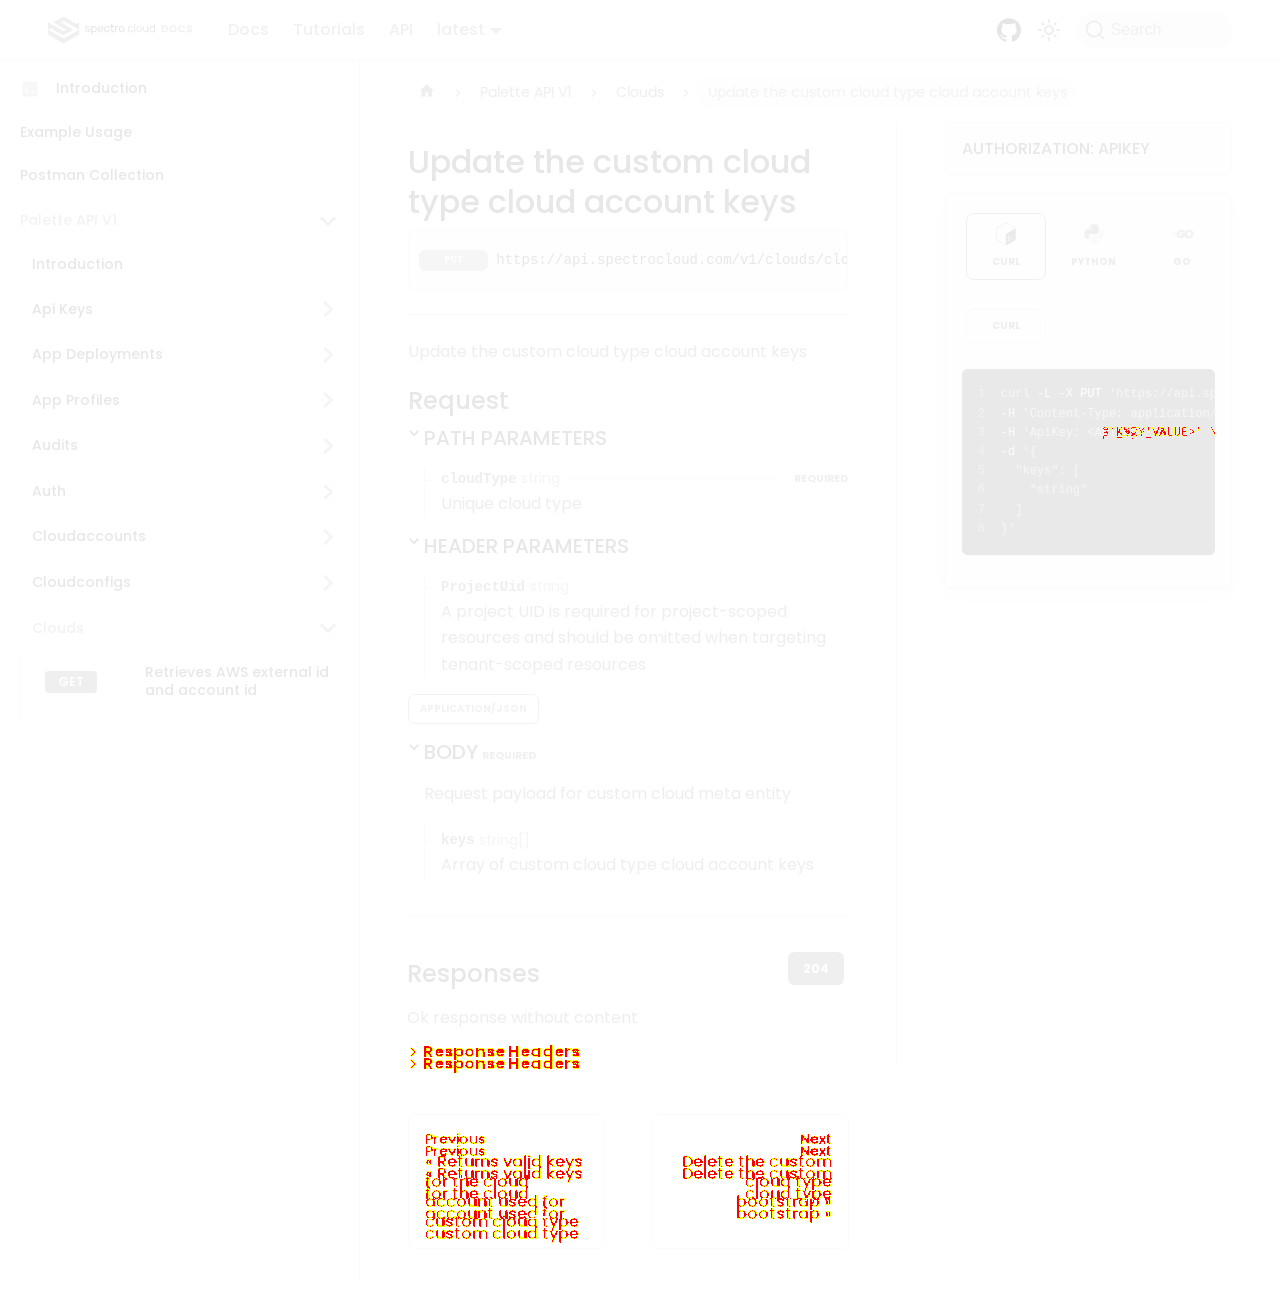 spectro cloud DOCS Docs Tutorials API latest Search
Introduction
Example Usage
Postman Collection
Palette API V1
Introduction
Api Keys
App Deployments
App Profiles
Audits
Auth
Cloudaccounts
Cloudconfigs
Clouds
GET Retrieves AWS external id
and account id
Palette API V1 Clouds Update the custom cloud type cloud account keys
Update the custom cloud
type cloud account keys
PUT https://api.spectrocloud.com/v1/clouds/clo
Update the custom cloud type cloud account keys
Request
PATH PARAMETERS
cloudType string REQUIRED
Unique cloud type
HEADER PARAMETERS
ProjectUid string
A project UID is required for project-scoped
resources and should be omitted when targeting
tenant-scoped resources
APPLICATION/JSON
BODY REQUIRED
Request payload for custom cloud meta entity
keys string[]
Array of custom cloud type cloud account keys
Responses 204
Ok response without content
> Response Headers
> Response Headers
Previous
Previous
« Returns valid keys
« Returns valid keys
for the cloud
for the cloud
account used for
account used for
custom cloud type
custom cloud type
Next
Next
Delete the custom
Delete the custom
cloud type
cloud type
bootstrap »
bootstrap »
AUTHORIZATION: APIKEY
CURL PYTHON GO
CURL
1 curl -L -X PUT 'https://api.sp
2 -H 'Content-Type: application/
3 -H 'ApiKey:
4 -d '{
5 "keys": [
6 "string"
7 ]
8 }'